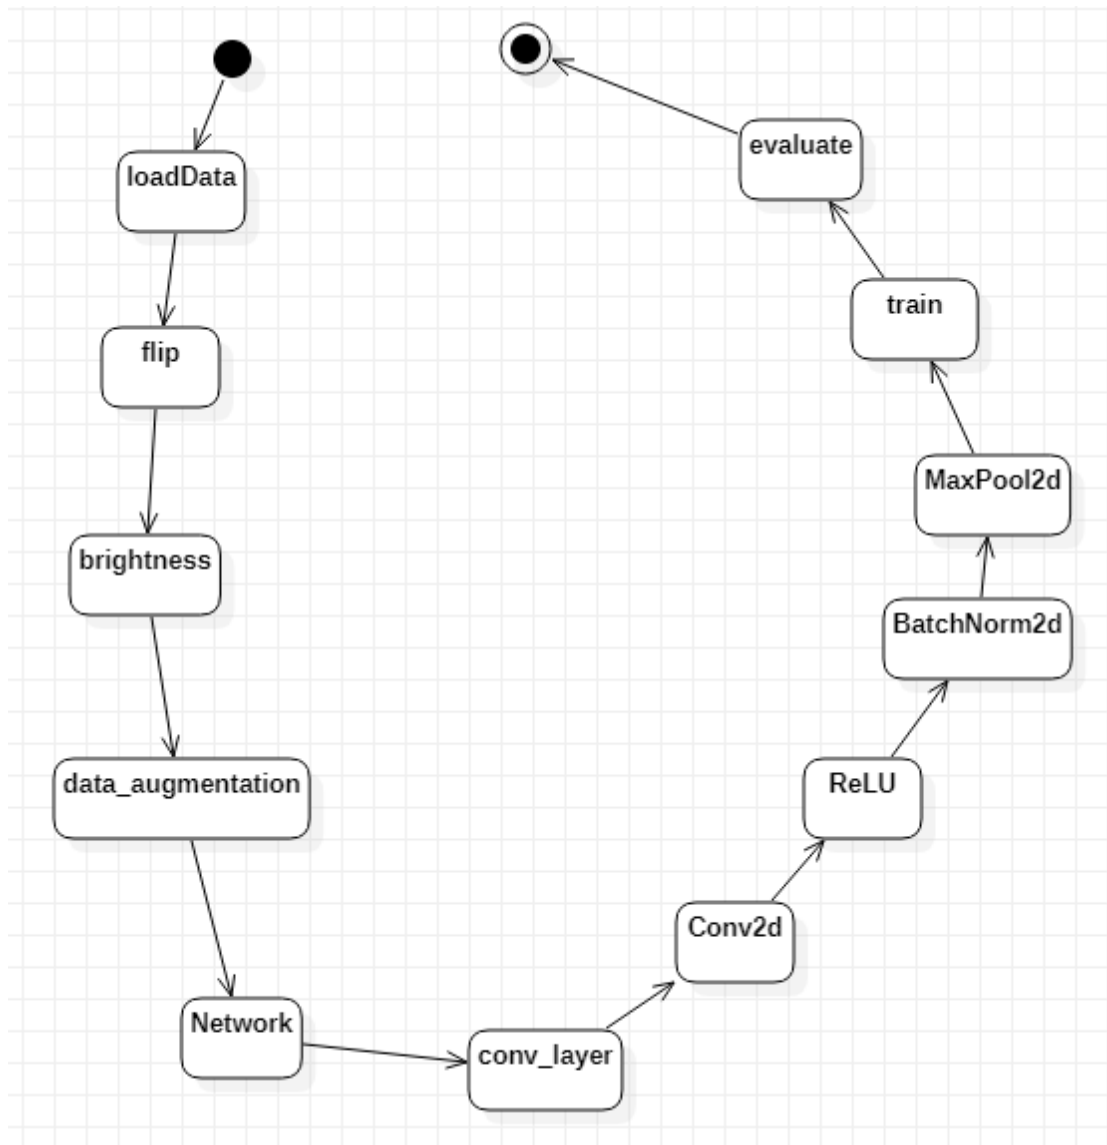 loadData
flip
brightness
data_augmentation
Network
conv_layer
Conv2d
ReLU
BatchNorm2d
MaxPool2d
train
evaluate